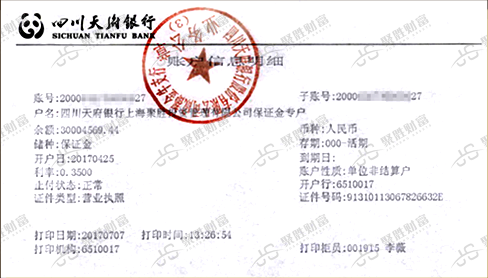 四川天府银行
SICHUAN TIANFU BANK
账户信息明细
账号:2000 27 子账号:2000 27
户名:四川天府银行上海聚胜 有限公司保证金专户
余额:30004569.44 币种:人民币
储种:保证金 存期:000-活期
开户日:20170425 到期日:
利率:0.3500 账户性质:单位非结算户
止付状态:正常 开户行:6510017
证件类型:营业执照 证件号码:91310113067826632E
打印日期:20170707 打印时间:13:26:54
打印机构:6510017 打印柜员:001915 李薇
聚胜财富